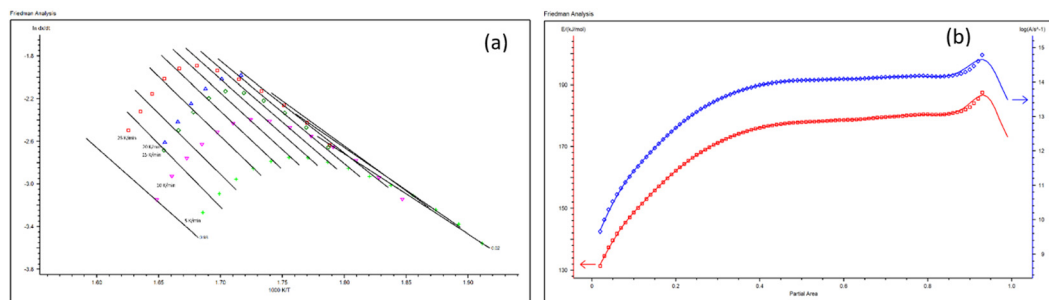 Friedman Analysis
ln dx/dt
(a)
-1.8
-2.2
-2.6
-3.0
-3.4
-3.8
25 K/min
20 K/min
15 K/min
10 K/min
5 K/min
0.02
1.60
1.65
1.70
1.75
1.80
1.85
1.90
1000 K/T
Friedman Analysis
E/(kJ/mol)
log(A/s^-1)
(b)
190
170
150
130
15
14
13
12
11
10
9
0
0.2
0.4
0.6
0.8
1.0
Partial Area